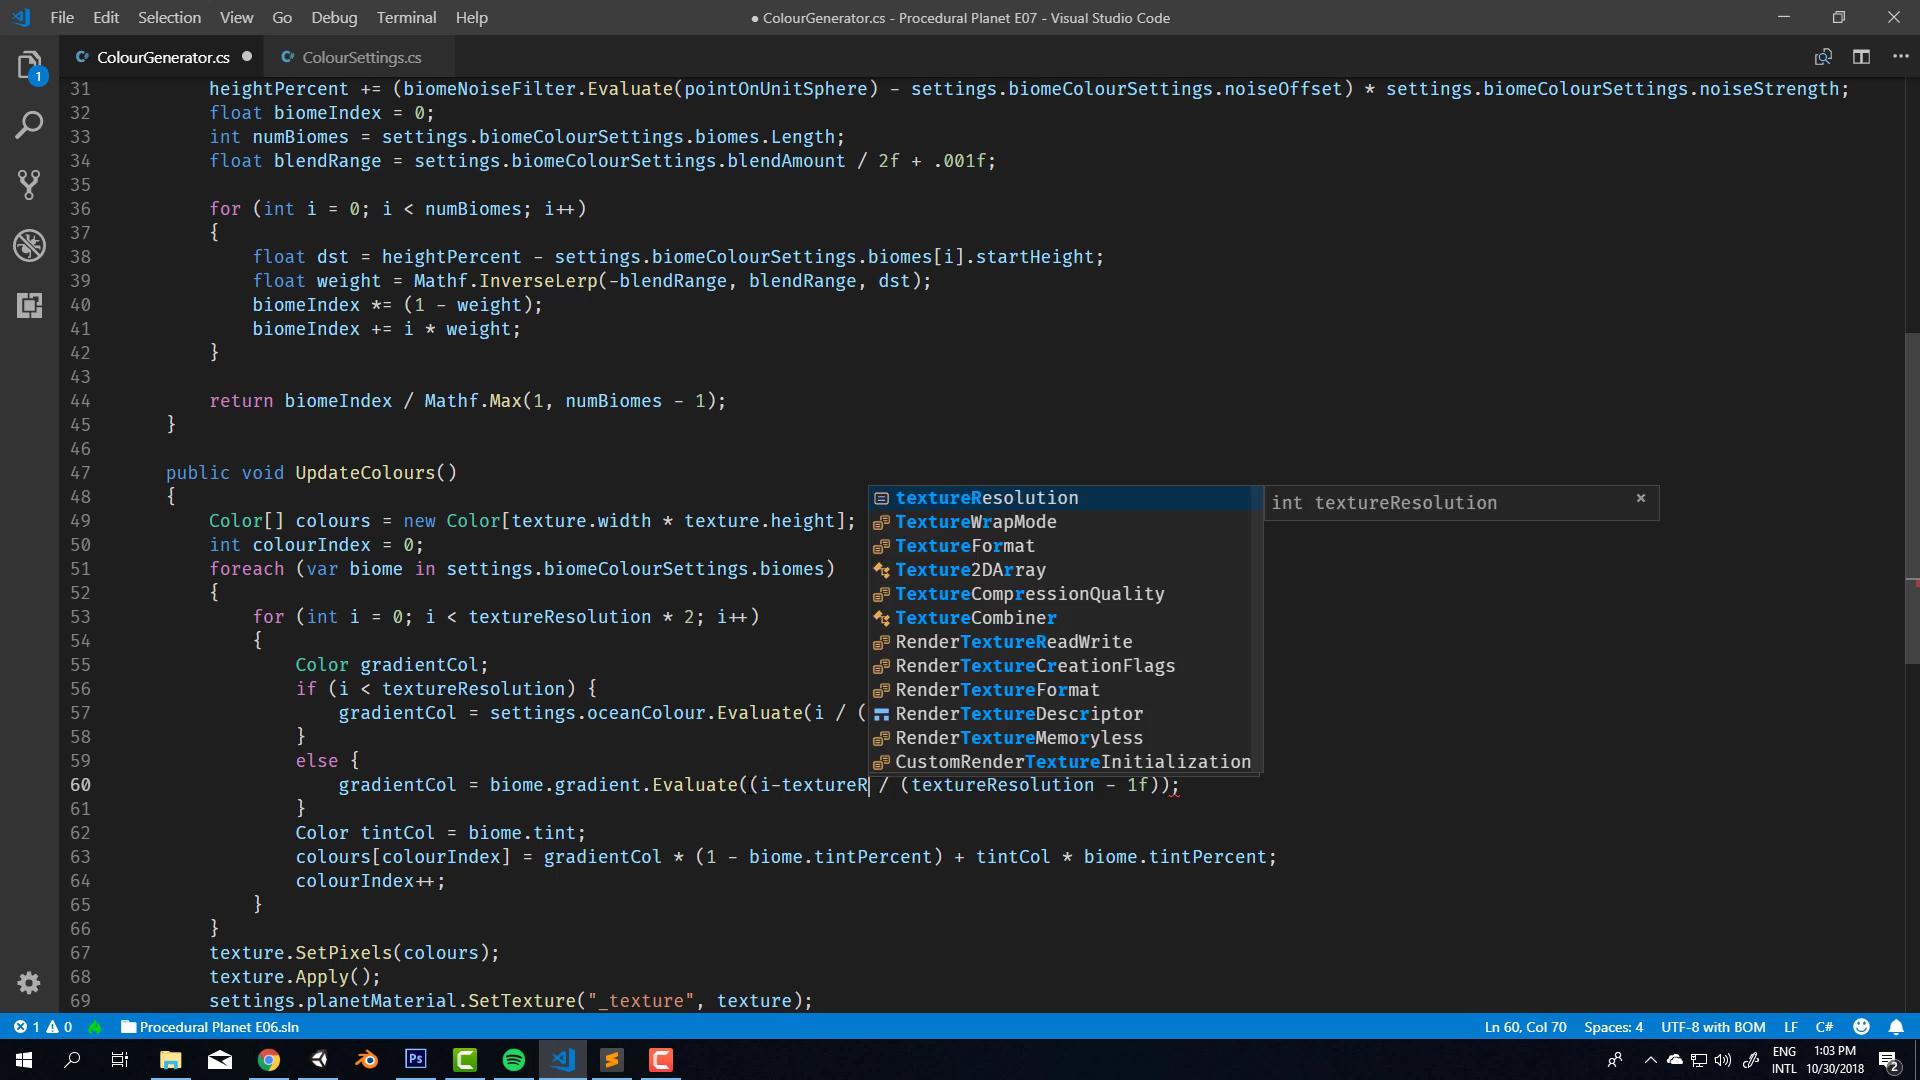 File Edit Selection View Go Debug Terminal Help
● ColourGenerator.cs - Procedural Planet E07 - Visual Studio Code
ColourGenerator.cs
ColourSettings.cs
1
31 heightPercent += (biomeNoiseFilter.Evaluate(pointOnUnitSphere) - settings.biomeColourSettings.noiseOffset) * settings.biomeColourSettings.noiseStrength;
32 float biomeIndex = 0;
33 int numBiomes = settings.biomeColourSettings.biomes.Length;
34 float blendRange = settings.biomeColourSettings.blendAmount / 2f + .001f;
35
36 for (int i = 0; i < numBiomes; i++)
37 {
38 float dst = heightPercent - settings.biomeColourSettings.biomes[i].startHeight;
39 float weight = Mathf.InverseLerp(-blendRange, blendRange, dst);
40 biomeIndex *= (1 - weight);
41 biomeIndex += i * weight;
42 }
43
44 return biomeIndex / Mathf.Max(1, numBiomes - 1);
45 }
46
47 public void UpdateColours()
48 {
49 Color[] colours = new Color[texture.width * texture.height];
50 int colourIndex = 0;
51 foreach (var biome in settings.biomeColourSettings.biomes)
52 {
53 for (int i = 0; i < textureResolution * 2; i++)
54 {
55 Color gradientCol;
56 if (i < textureResolution) {
57 gradientCol = settings.oceanColour.Evaluate(i / (
58 }
59 else {
60 gradientCol = biome.gradient.Evaluate((i-textureR / (textureResolution - 1f));
61 }
62 Color tintCol = biome.tint;
63 colours[colourIndex] = gradientCol * (1 - biome.tintPercent) + tintCol * biome.tintPercent;
64 colourIndex++;
65 }
66 }
67 texture.SetPixels(colours);
68 texture.Apply();
69 settings.planetMaterial.SetTexture("_texture", texture);
textureResolution
TextureWrapMode
TextureFormat
Texture2DArray
TextureCompressionQuality
TextureCombiner
RenderTextureReadWrite
RenderTextureCreationFlags
RenderTextureFormat
RenderTextureDescriptor
RenderTextureMemoryless
CustomRenderTextureInitialization
int textureResolution
1 0 Procedural Planet E06.sln
Ln 60, Col 70 Spaces: 4 UTF-8 with BOM LF C#
Ps
ENG
INTL
1:03 PM
10/30/2018
2